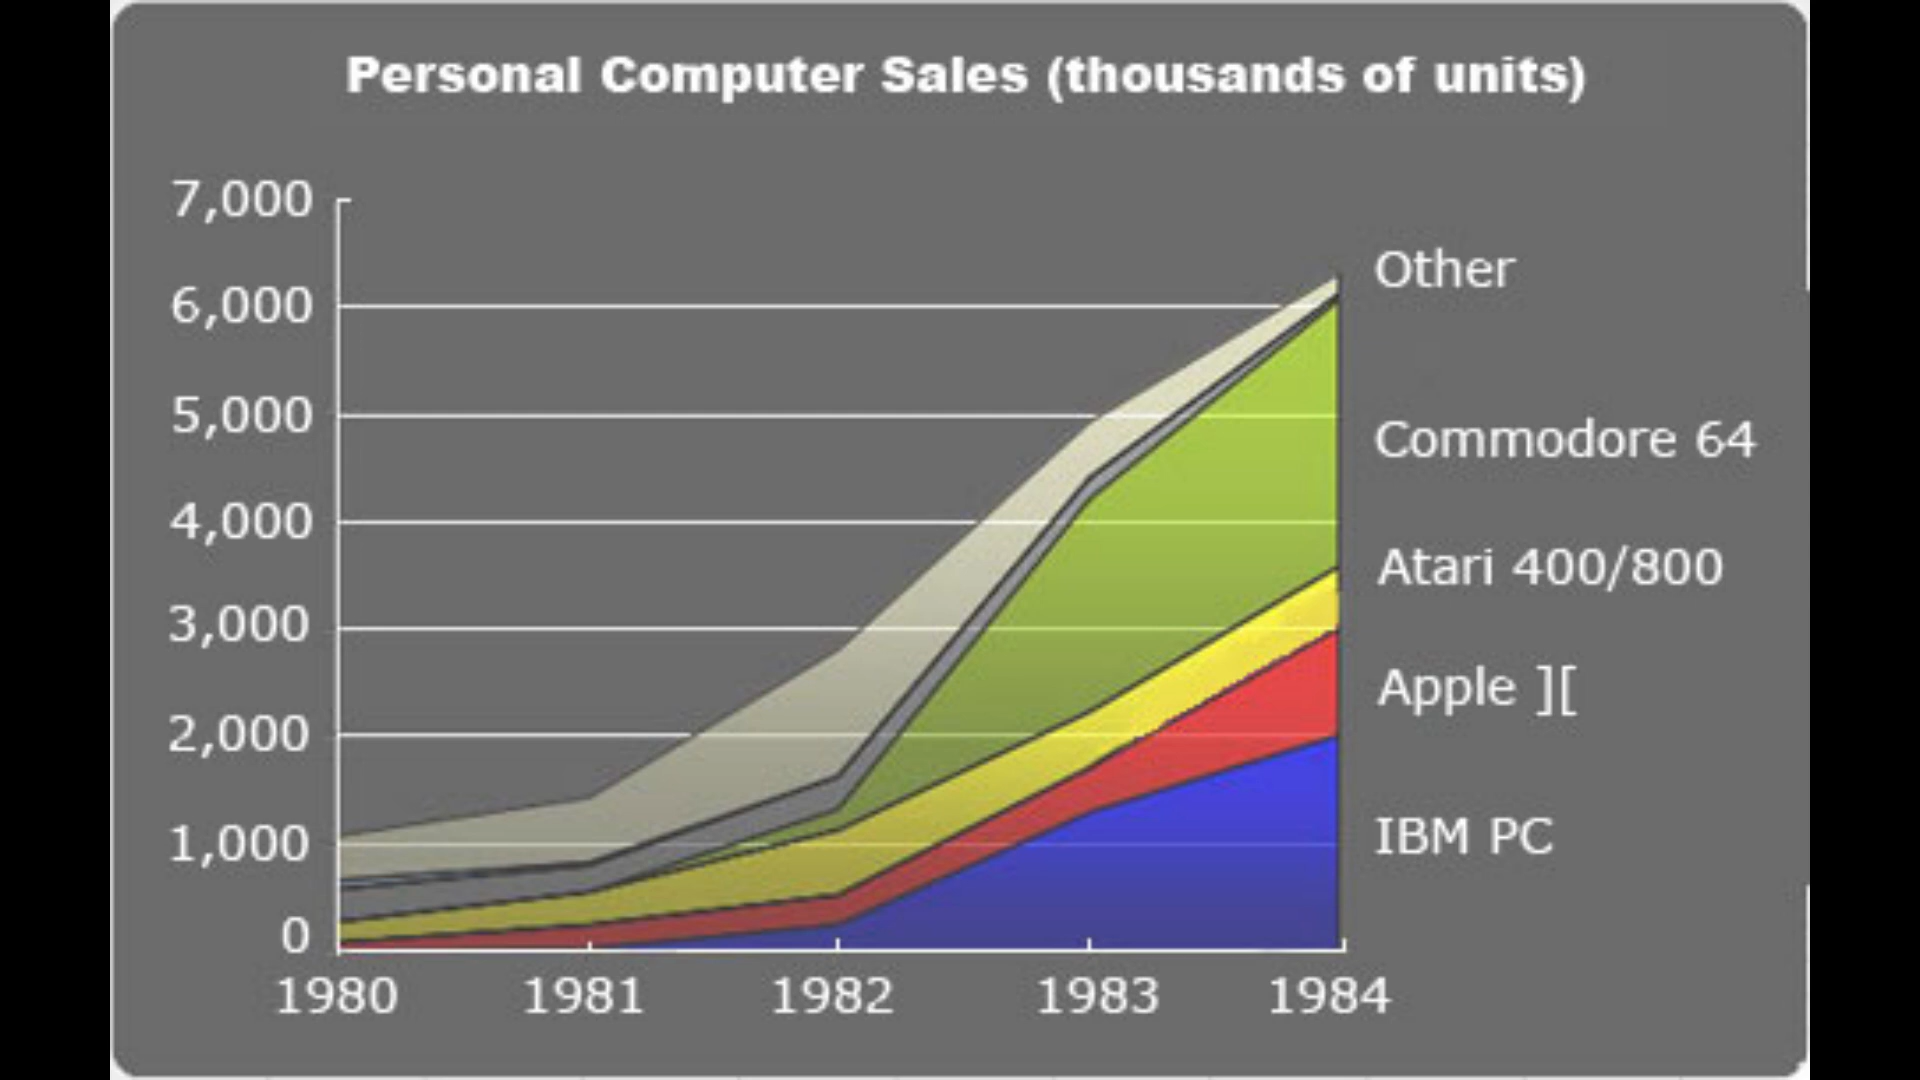 Personal Computer Sales (thousands of units)
7,000
6,000
5,000
4,000
3,000
2,000
1,000
0
Other
Commodore 64
Atari 400/800
Apple ][
IBM PC
1980 1981 1982 1983 1984